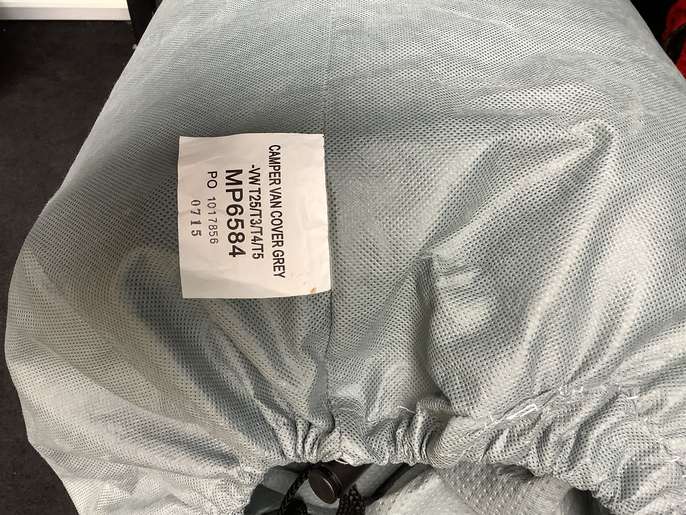 CAMPER VAN COVER GREY
-VW T25/T3/T4/T5
MP6584
PO 1017856
0715